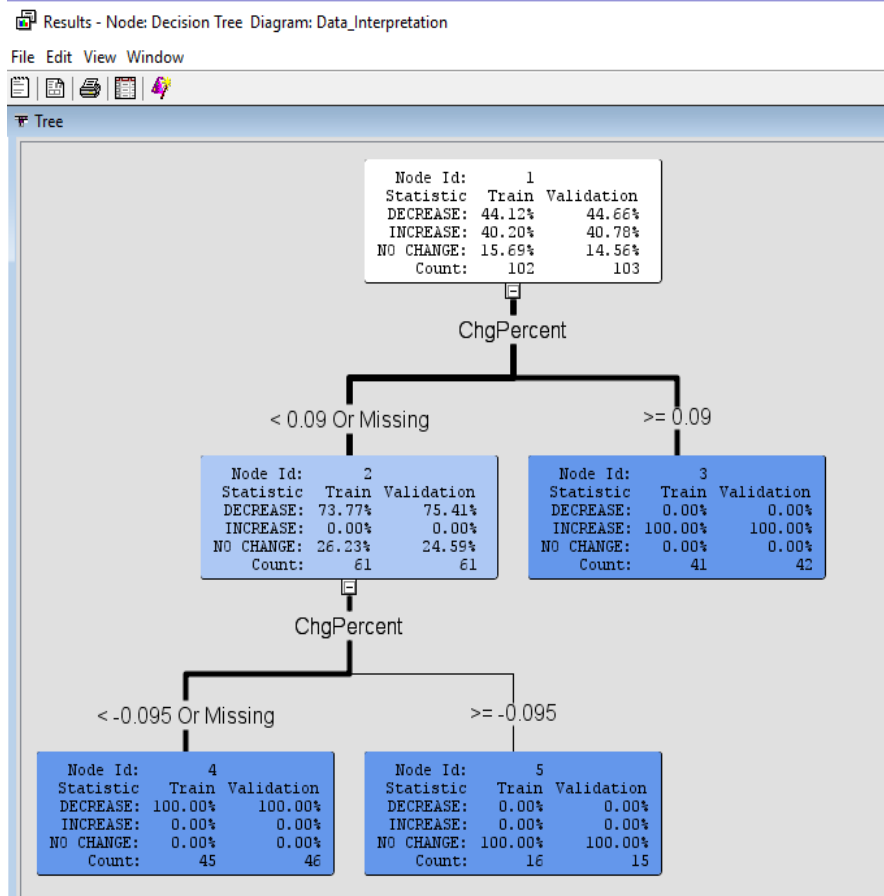 Results - Node: Decision Tree Diagram: Data_Interpretation
File Edit View Window
Tree
Node Id: 1
Statistic Train Validation
DECREASE: 44.12% 44.66%
INCREASE: 40.20% 40.78%
NO CHANGE: 15.69% 14.56%
Count: 102 103
ChgPercent
< 0.09 Or Missing >= 0.09
Node Id: 2
Statistic Train Validation
DECREASE: 73.77% 75.41%
INCREASE: 0.00% 0.00%
NO CHANGE: 26.23% 24.59%
Count: 61 61
Node Id: 3
Statistic Train Validation
DECREASE: 0.00% 0.00%
INCREASE: 100.00% 100.00%
NO CHANGE: 0.00% 0.00%
Count: 41 42
ChgPercent
< -0.095 Or Missing >= -0.095
Node Id: 4
Statistic Train Validation
DECREASE: 100.00% 100.00%
INCREASE: 0.00% 0.00%
NO CHANGE: 0.00% 0.00%
Count: 45 46
Node Id: 5
Statistic Train Validation
DECREASE: 0.00% 0.00%
INCREASE: 0.00% 0.00%
NO CHANGE: 100.00% 100.00%
Count: 16 15